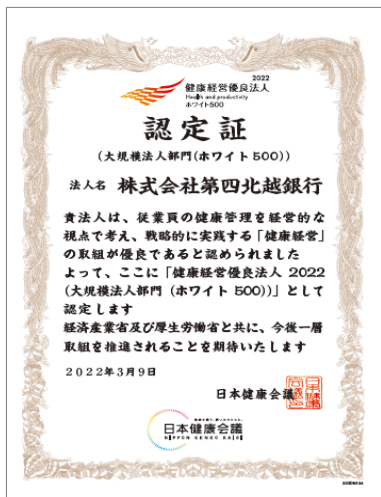 2022
健康経営優良法人
Health and productivity
ホワイト500
認定証
(大規模法人部門(ホワイト500))
法人名 株式会社第四北越銀行
貴法人は、従業員の健康管理を経営的な
視点で考え、戦略的に実践する「健康経営」
の取組が優良であると認められました
よって、ここに「健康経営優良法人 2022
(大規模法人部門 (ホワイト 500))」として
認定します
経済産業省及び厚生労働省と共に、今後一層
取組を推進されることを期待いたします
2022年3月9日
日本健康会議
日本健康会議
NIPPON KENKO KAIGI